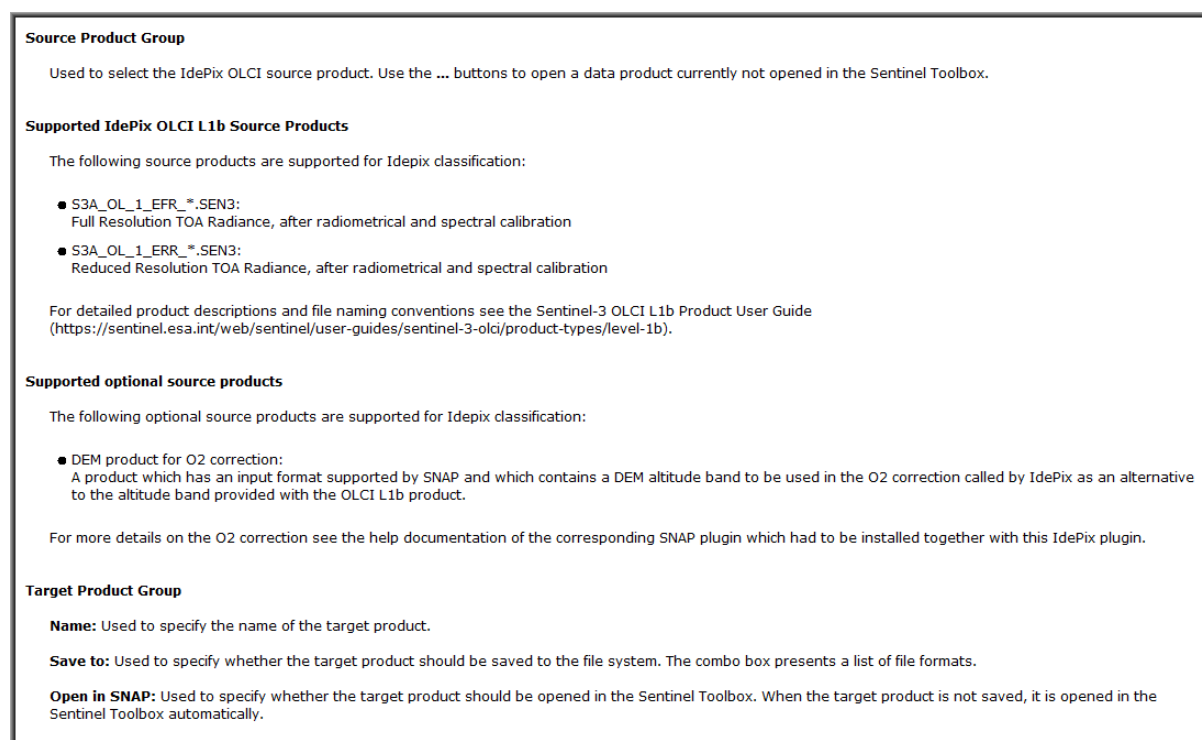 Source Product Group
Used to select the IdePix OLCI source product. Use the ... buttons to open a data product currently not opened in the Sentinel Toolbox.
Supported IdePix OLCI L1b Source Products
The following source products are supported for Idepix classification:
● S3A_OL_1_EFR_*.SEN3:
Full Resolution TOA Radiance, after radiometrical and spectral calibration
● S3A_OL_1_ERR_*.SEN3:
Reduced Resolution TOA Radiance, after radiometrical and spectral calibration
For detailed product descriptions and file naming conventions see the Sentinel-3 OLCI L1b Product User Guide
(https://sentinel.esa.int/web/sentinel/user-guides/sentinel-3-olci/product-types/level-1b).
Supported optional source products
The following optional source products are supported for Idepix classification:
● DEM product for O2 correction:
A product which has an input format supported by SNAP and which contains a DEM altitude band to be used in the O2 correction called by IdePix as an alternative
to the altitude band provided with the OLCI L1b product.
For more details on the O2 correction see the help documentation of the corresponding SNAP plugin which had to be installed together with this IdePix plugin.
Target Product Group
Name: Used to specify the name of the target product.
Save to: Used to specify whether the target product should be saved to the file system. The combo box presents a list of file formats.
Open in SNAP: Used to specify whether the target product should be opened in the Sentinel Toolbox. When the target product is not saved, it is opened in the
Sentinel Toolbox automatically.